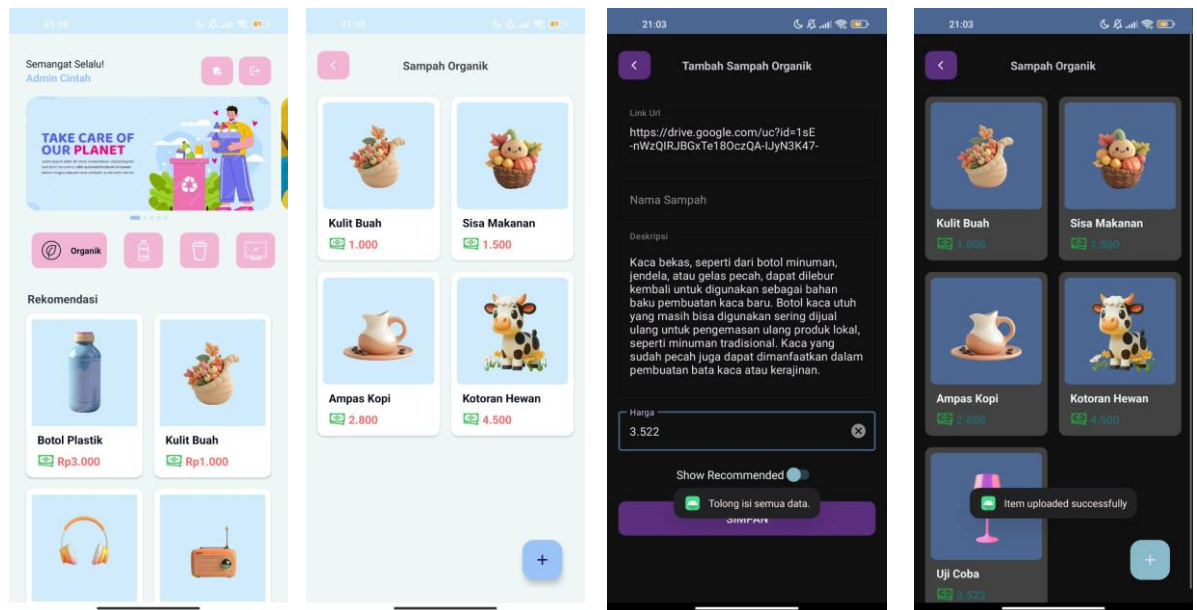 21:00
Semangat Selalu!
Admin Cintah
TAKE CARE OF
OUR PLANET
Organik
Rekomendasi
Botol Plastik
Rp3.000
Kulit Buah
Rp1.000
21:00
Sampah Organik
Kulit Buah
1.000
Sisa Makanan
1.500
Ampas Kopi
2.800
Kotoran Hewan
4.500
+
21:03
Tambah Sampah Organik
Link Url
https://drive.google.com/uc?id=1sE
-nWzQIRJBGxTe18OczQA-IJyN3K47-
Nama Sampah
Deskripsi
Kaca bekas, seperti dari botol minuman,
jendela, atau gelas pecah, dapat dilebur
kembali untuk digunakan sebagai bahan
baku pembuatan kaca baru. Botol kaca utuh
yang masih bisa digunakan sering dijual
ulang untuk pengemasan ulang produk lokal,
seperti minuman tradisional. Kaca yang
sudah pecah juga dapat dimanfaatkan dalam
pembuatan bata kaca atau kerajinan.
Harga
3.522
Show Recommended
Tolong isi semua data.
SIMPAN
21:03
Sampah Organik
Kulit Buah
1.000
Sisa Makanan
1.500
Ampas Kopi
2.800
Kotoran Hewan
4.500
Item uploaded successfully
+
Uji Coba
3.522